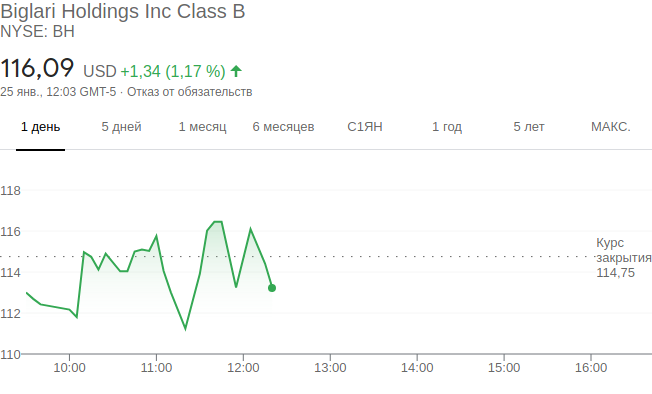 Biglari Holdings Inc Class B
NYSE: BH
116,09 USD +1,34 (1,17 %)
25 янв., 12:03 GMT-5 · Отказ от обязательств
1 день 5 дней 1 месяц 6 месяцев С1ЯН 1 год 5 лет МАКС.
118
116
Курс
закрытия
114,75
114
112
110
10:00 11:00 12:00 13:00 14:00 15:00 16:00